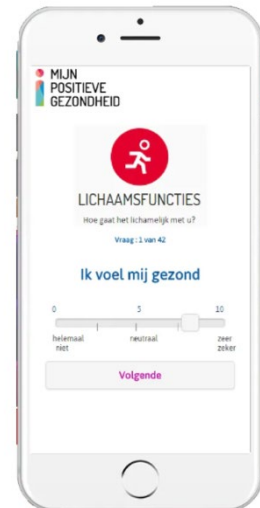 MIJN
POSITIEVE
GEZONDHEID
LICHAAMSFUNCTIES
Hoe gaat het lichamelijk met u?
Vraag : 1 van 42
Ik voel mij gezond
0 5 10
helemaal neutraal zeer
niet zeker
Volgende